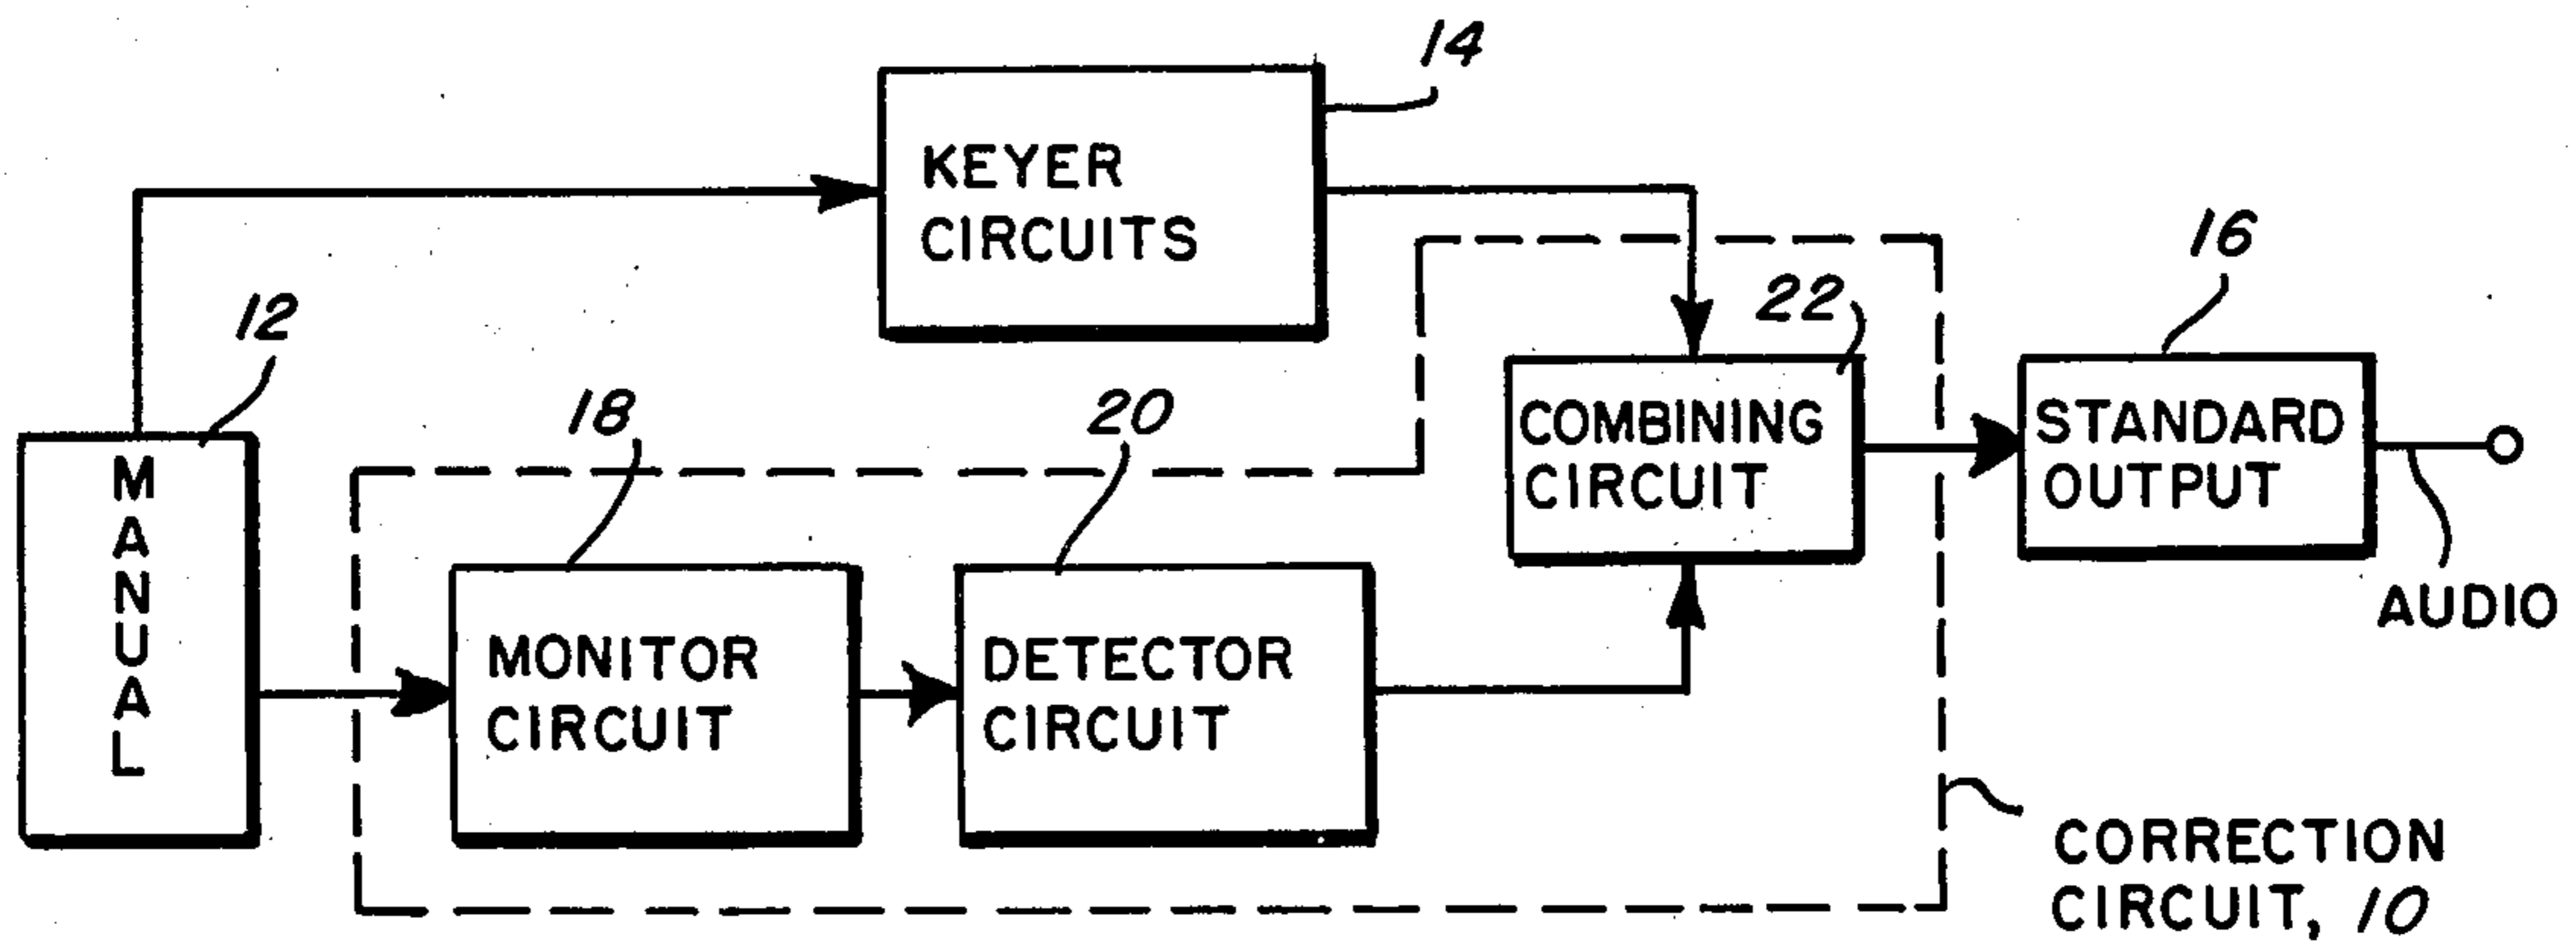 14
KEYER
CIRCUITS
16
22
12
18
20
COMBINING
CIRCUIT
STANDARD
OUTPUT
MANUAL
AUDIO
MONITOR
CIRCUIT
DETECTOR
CIRCUIT
CORRECTION
CIRCUIT, 10